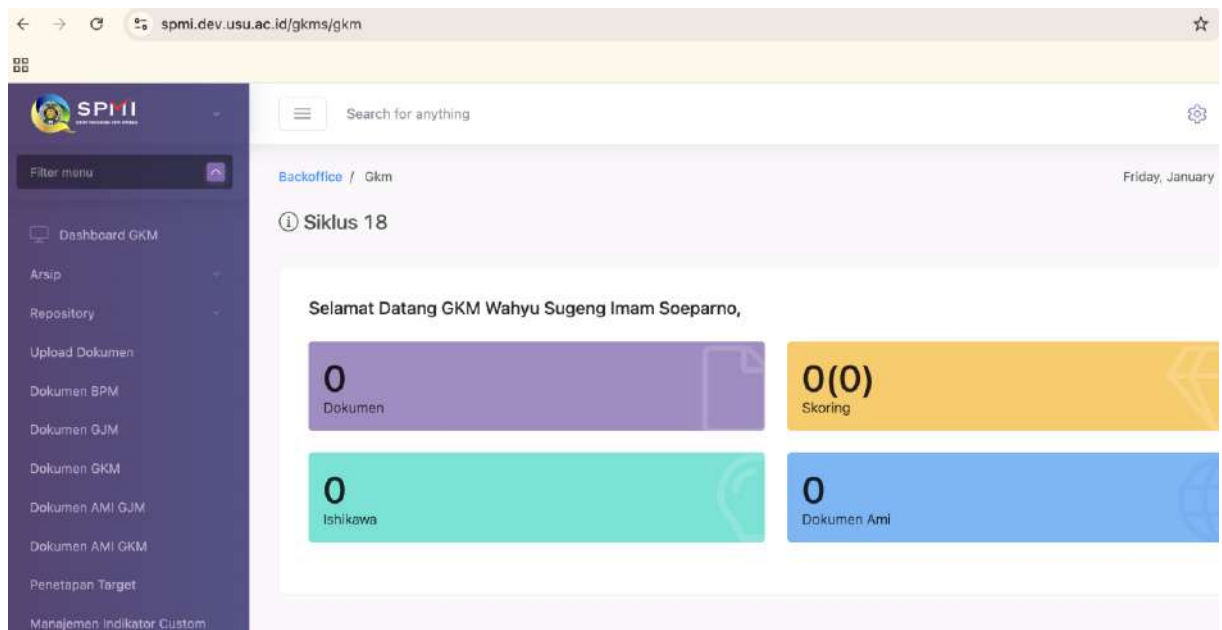 spmi.dev.usu.ac.id/gkms/gkm
SPMI
Search for anything
Filter menu
Backoffice / Gkm
Friday, January
Siklus 18
Dashboard GKM
Arsip
Repository
Upload Dokumen
Dokumen BPM
Dokumen GJM
Dokumen GKM
Dokumen AMI GJM
Dokumen AMI GKM
Penetapan Target
Manajemen Indikator Custom
Selamat Datang GKM Wahyu Sugeng Imam Soeparno,
0
Dokumen
0(0)
Skoring
0
Ishikawa
0
Dokumen Ami